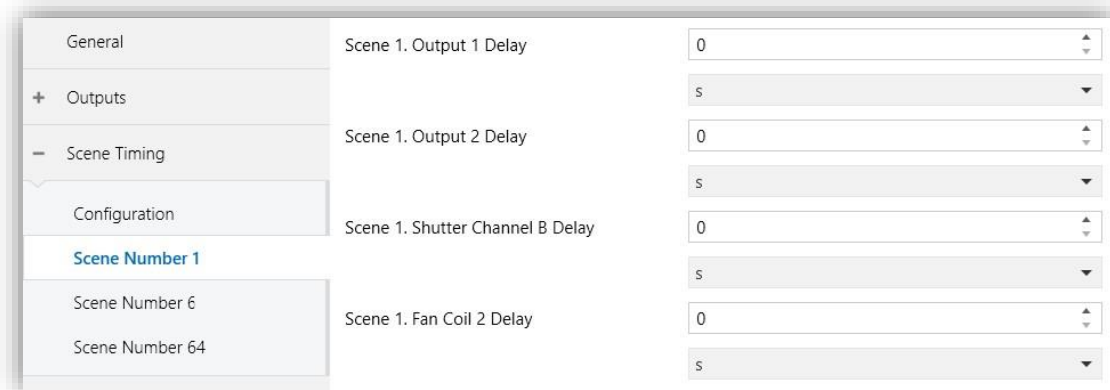 General
+ Outputs
− Scene Timing
Configuration
Scene Number 1
Scene Number 6
Scene Number 64
Scene 1. Output 1 Delay
0
s
Scene 1. Output 2 Delay
0
s
Scene 1. Shutter Channel B Delay
0
s
Scene 1. Fan Coil 2 Delay
0
s